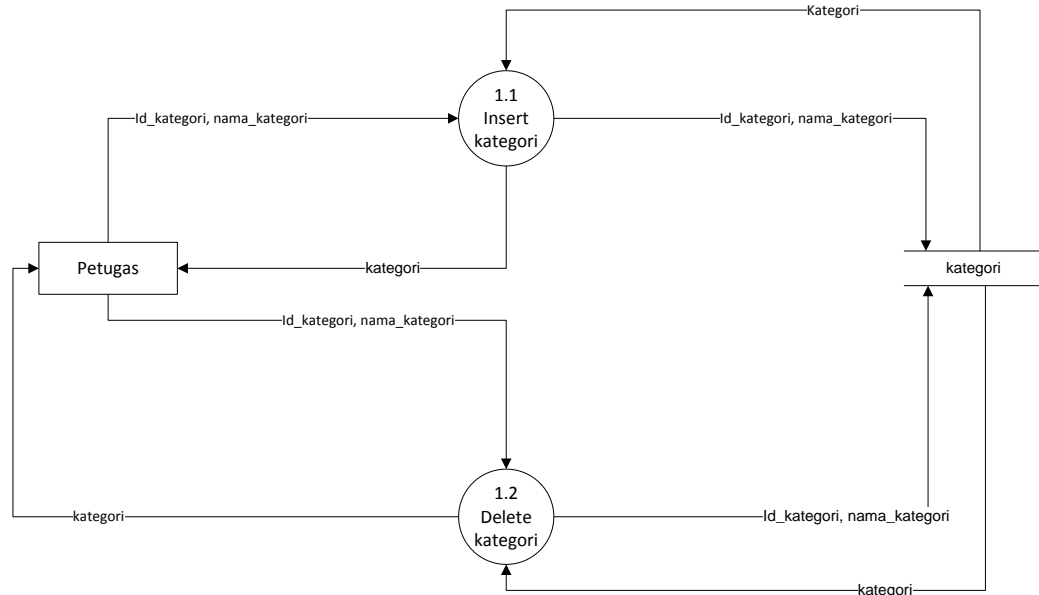 Kategori
1.1
Insert
kategori
Id_kategori, nama_kategori
Id_kategori, nama_kategori
Petugas
kategori
kategori
Id_kategori, nama_kategori
1.2
Delete
kategori
kategori
Id_kategori, nama_kategori
kategori